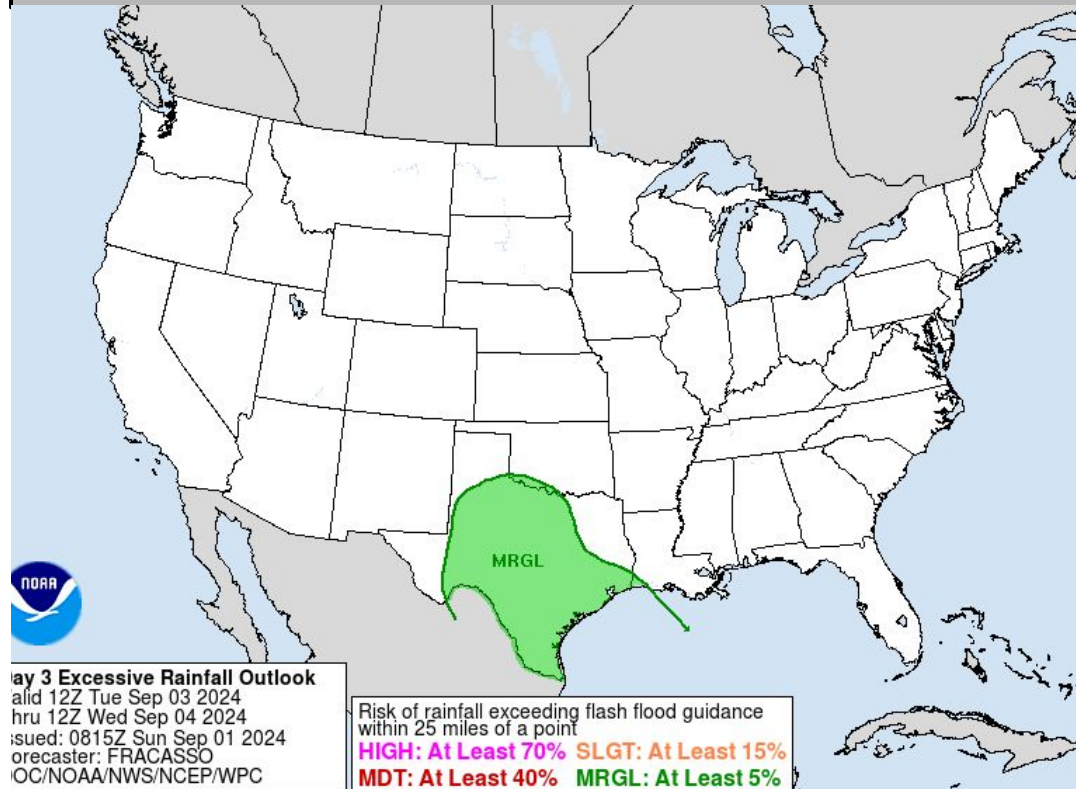 MRGL
NOAA
ay 3 Excessive Rainfall Outlook
alid 12Z Tue Sep 03 2024
hru 12Z Wed Sep 04 2024
ssued: 0815Z Sun Sep 01 2024
orecaster: FRACASSO
OC/NOAA/NWS/NCEP/WPC
Risk of rainfall exceeding flash flood guidance
within 25 miles of a point
HIGH: At Least 70% SLGT: At Least 15%
MDT: At Least 40% MRGL: At Least 5%